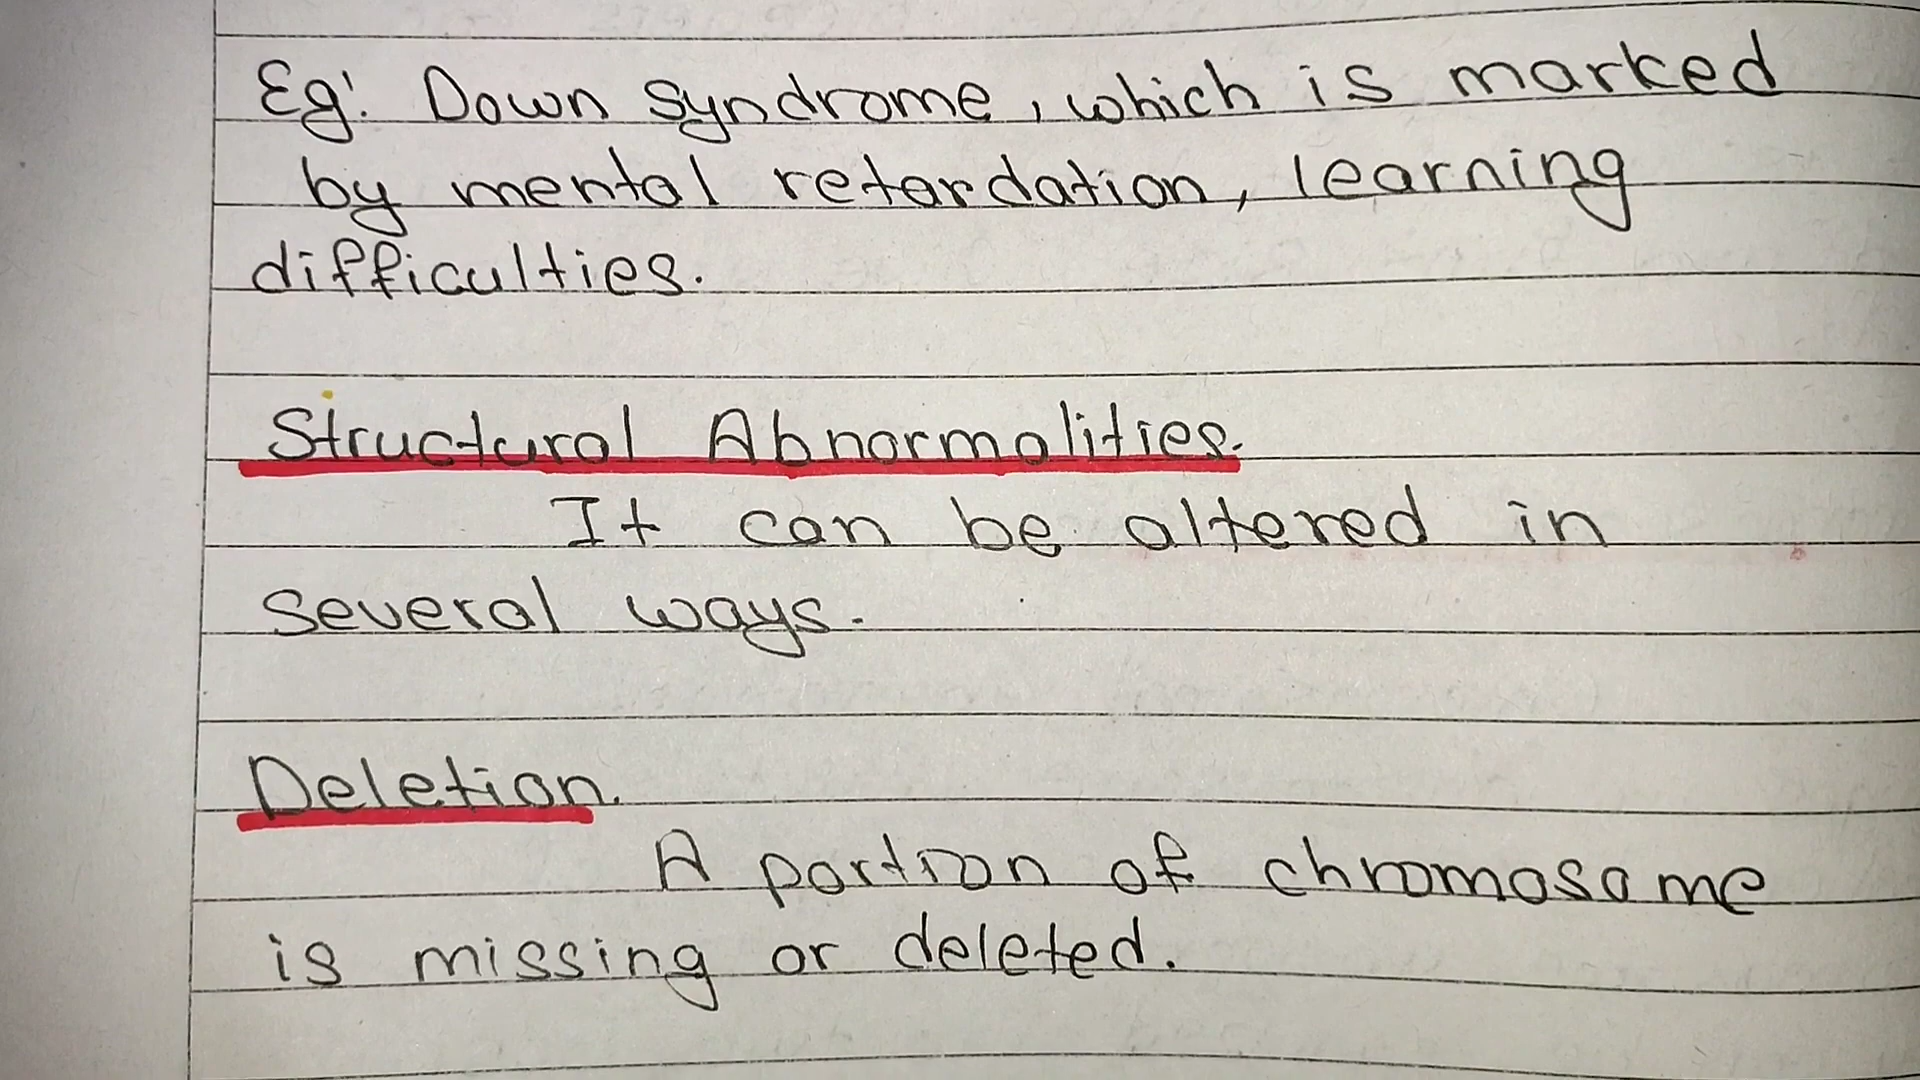 Eg: Down syndrome, which is marked
by mental retardation, learning
difficulties.
Structural Abnormalities.
It can be altered in
several ways.
Deletion.
A portion of chromosome
is missing or deleted.